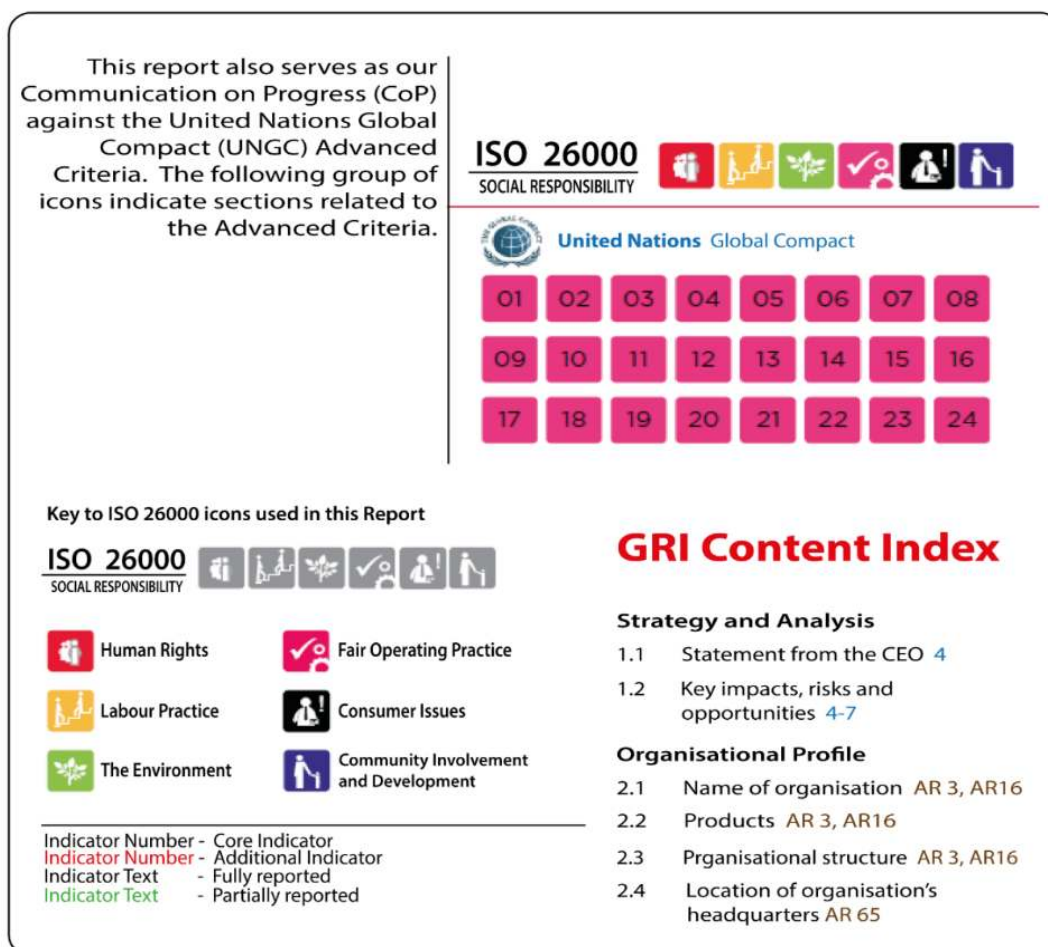 This report also serves as our
Communication on Progress (CoP)
against the United Nations Global
Compact (UNGC) Advanced
Criteria. The following group of
icons indicate sections related to
the Advanced Criteria.
ISO 26000
SOCIAL RESPONSIBILITY
THE GLOBAL COMPACT
United Nations Global Compact
01 02 03 04 05 06 07 08
09 10 11 12 13 14 15 16
17 18 19 20 21 22 23 24
Key to ISO 26000 icons used in this Report
ISO 26000
SOCIAL RESPONSIBILITY
Human Rights
Fair Operating Practice
Labour Practice
Consumer Issues
The Environment
Community Involvement
and Development
Indicator Number - Core Indicator
Indicator Number - Additional Indicator
Indicator Text - Fully reported
Indicator Text - Partially reported
GRI Content Index
Strategy and Analysis
1.1 Statement from the CEO 4
1.2 Key impacts, risks and
opportunities 4-7
Organisational Profile
2.1 Name of organisation AR 3, AR16
2.2 Products AR 3, AR16
2.3 Prganisational structure AR 3, AR16
2.4 Location of organisation's
headquarters AR 65